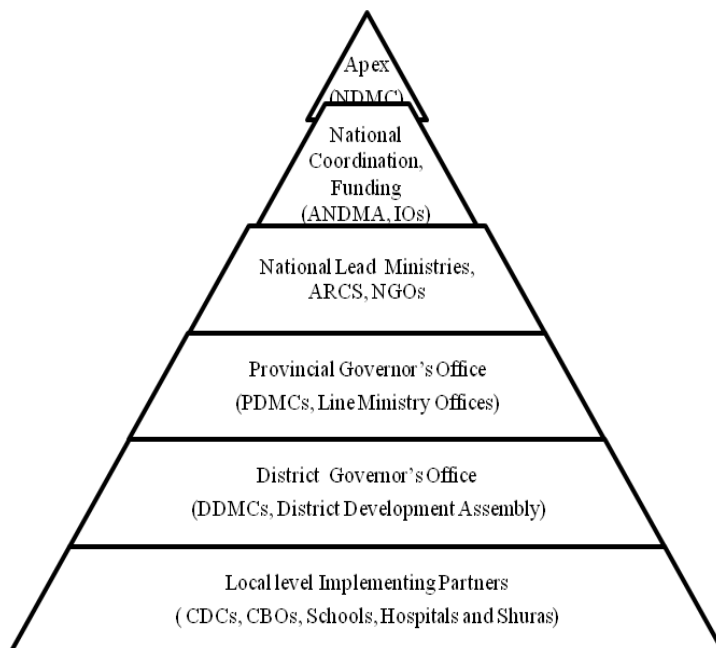 Apex
(NDMC)
National
Coordination,
Funding
(ANDMA, IOs)
National Lead Ministries,
ARCS, NGOs
Provincial Governor’s Office
(PDMCs, Line Ministry Offices)
District Governor’s Office
(DDMCs, District Development Assembly)
Local level Implementing Partners
( CDCs, CBOs, Schools, Hospitals and Shuras)